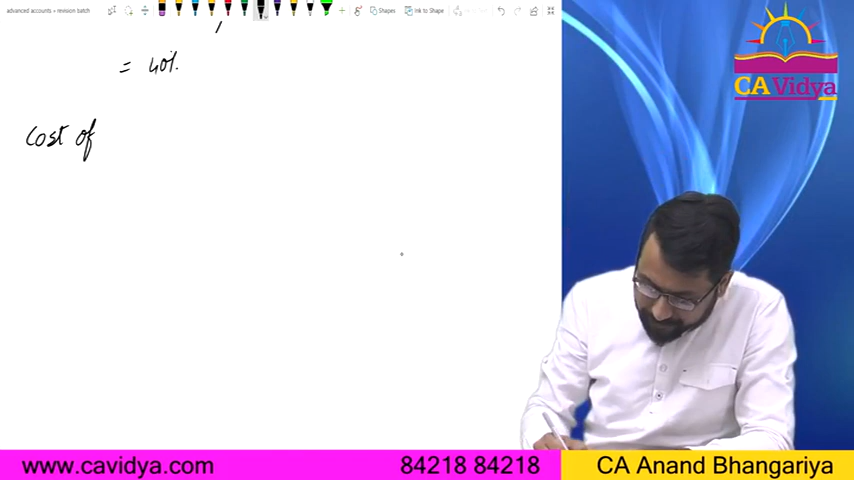 advanced accounts + revision batch
Shapes
Ink to Shape
= 40%.
Cost of
CA Vidya
www.cavidya.com
84218 84218
CA Anand Bhangariya